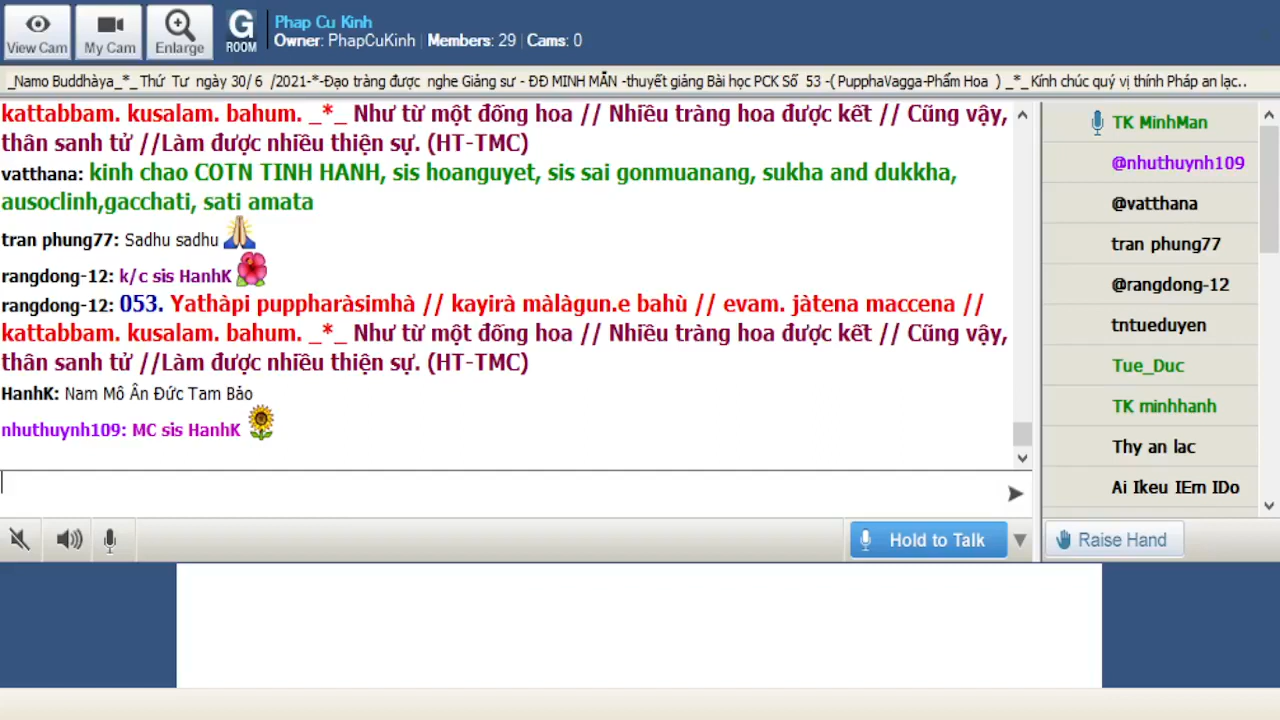 View Cam
My Cam
Enlarge
G
ROOM
Phap Cu Kinh
Owner: PhapCuKinh | Members: 29 | Cams: 0
_Namo Buddhàya_*_ Thứ Tư ngày 30/ 6 /2021-*-Đạo tràng được nghe Giảng sư - ĐĐ MINH MẪN -thuyết giảng Bài học PCK Số 53 -( PupphaVagga-Phẩm Hoa ) _*_ Kính chúc quý vị thính Pháp an lạc..
kattabbam. kusalam. bahum. _*_ Như từ một đống hoa // Nhiều tràng hoa được kết // Cũng vậy,
thân sanh tử //Làm được nhiều thiện sự. (HT-TMC)
vatthana: kinh chao COTN TINH HANH, sis hoanguyet, sis sai gonmuanang, sukha and dukkha,
ausoclinh,gacchati, sati amata
tran phung77: Sadhu sadhu
rangdong-12: k/c sis HanhK
rangdong-12: 053. Yathàpi puppharàsimhà // kayirà màlàgun.e bahù // evam. jàtena maccena //
kattabbam. kusalam. bahum. _*_ Như từ một đống hoa // Nhiều tràng hoa được kết // Cũng vậy,
thân sanh tử //Làm được nhiều thiện sự. (HT-TMC)
HanhK: Nam Mô Ân Đức Tam Bảo
nhuthuynh109: MC sis HanhK
Hold to Talk
TK MinhMan
@nhuthuynh109
@vatthana
tran phung77
@rangdong-12
tntueduyen
Tue_Duc
TK minhhanh
Thy an lac
Ai Ikeu IEm IDo
Raise Hand